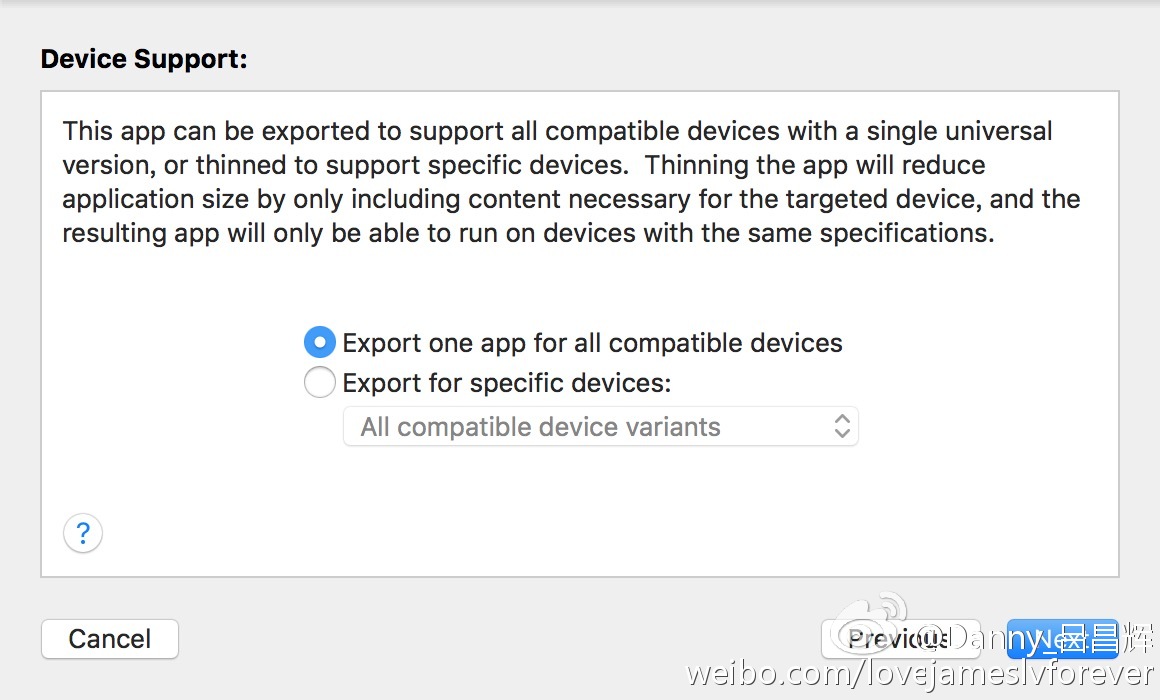 Device Support:
This app can be exported to support all compatible devices with a single universal
version, or thinned to support specific devices.  Thinning the app will reduce
application size by only including content necessary for the targeted device, and the
resulting app will only be able to run on devices with the same specifications.
Export one app for all compatible devices
Export for specific devices:
All compatible device variants
?
Cancel
Previous
Next
@Danny_吕昌辉
weibo.com/lovejameslvforever